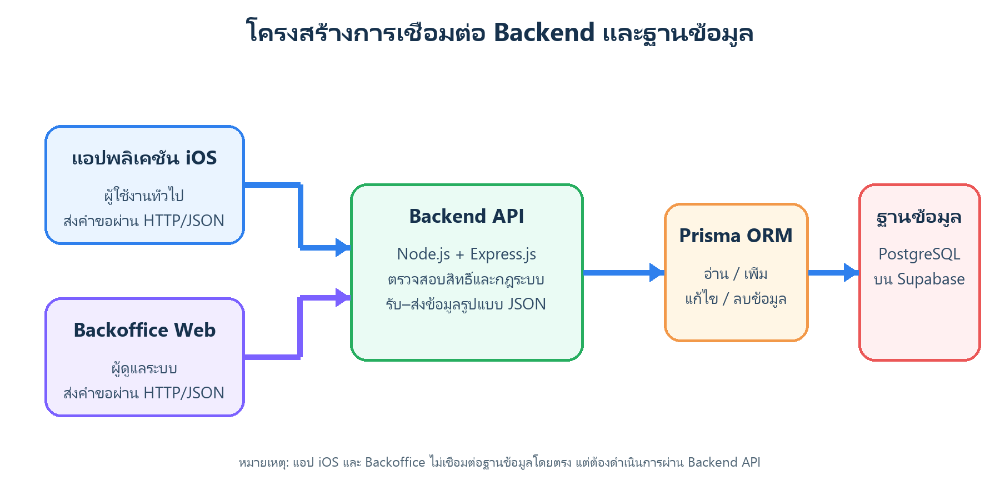 โครงสร้างการเชื่อมต่อ Backend และฐานข้อมูล
แอปพลิเคชัน iOS
ผู้ใช้งานทั่วไป
ส่งคำขอผ่าน HTTP/JSON
Backoffice Web
ผู้ดูแลระบบ
ส่งคำขอผ่าน HTTP/JSON
Backend API
Node.js + Express.js
ตรวจสอบสิทธิ์และกฎระบบ
รับ–ส่งข้อมูลรูปแบบ JSON
Prisma ORM
อ่าน / เพิ่ม
แก้ไข / ลบข้อมูล
ฐานข้อมูล
PostgreSQL
บน Supabase
หมายเหตุ: แอป iOS และ Backoffice ไม่เชื่อมต่อฐานข้อมูลโดยตรง แต่ต้องดำเนินการผ่าน Backend API